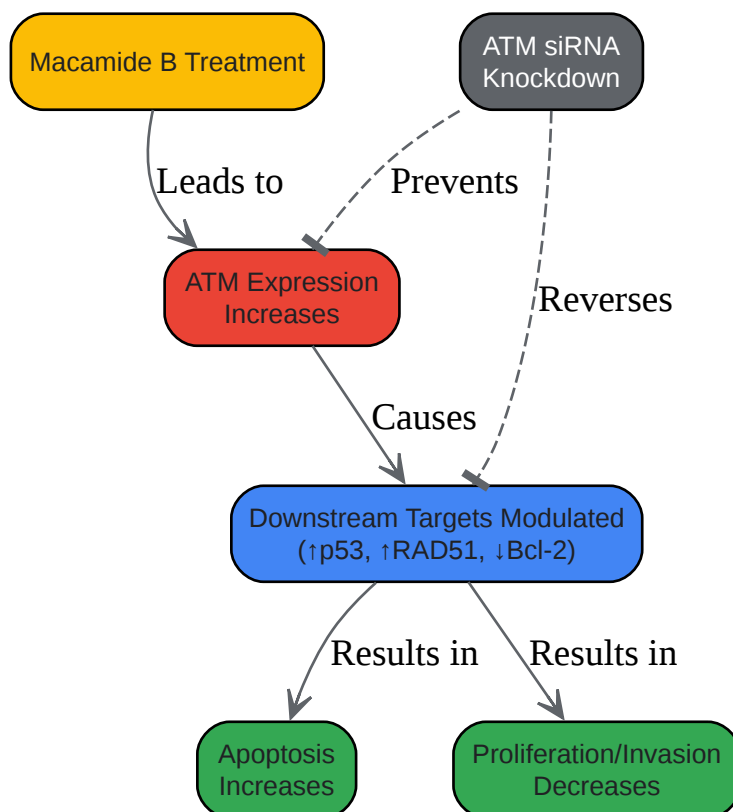 Macamide B Treatment
ATM siRNA
Knockdown
Leads to
Prevents
ATM Expression
Increases
Reverses
Causes
Downstream Targets Modulated
(↑p53, ↑RAD51, ↓Bcl-2)
Results in
Results in
Apoptosis
Increases
Proliferation/Invasion
Decreases